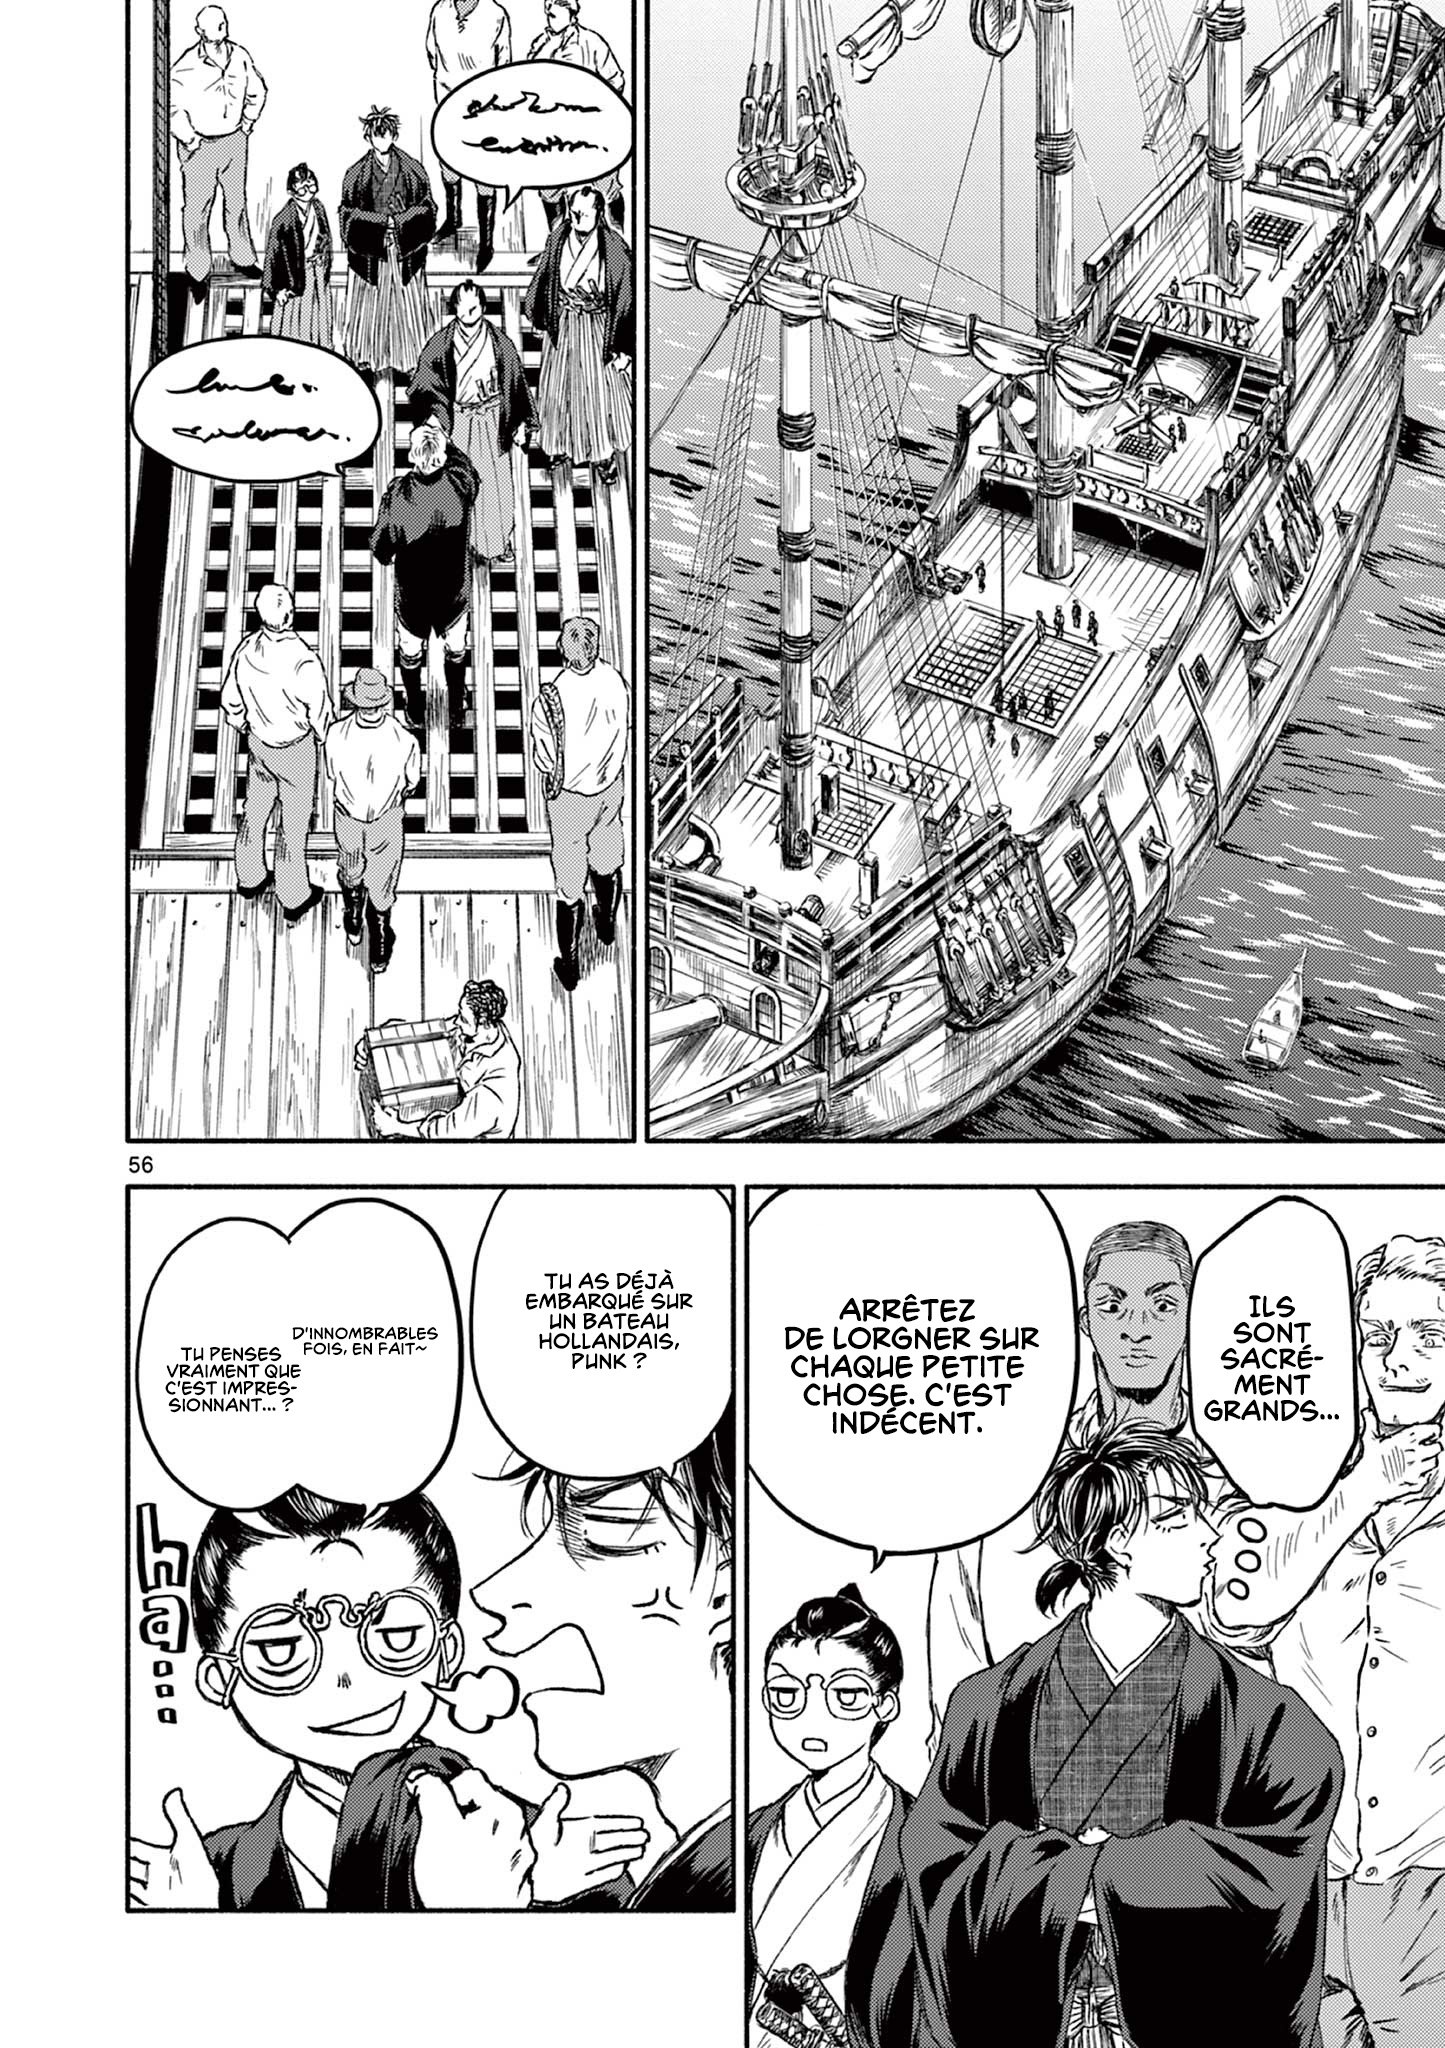 56
ILS
SONT
SACRÉ-
MENT
GRANDS...
ARRÊTEZ
DE LORGNER SUR
CHAQUE PETITE
CHOSE. C'EST
INDÉCENT.
TU AS DÉJÀ
EMBARQUÉ SUR
UN BATEAU
HOLLANDAIS,
PUNK ?
D'INNOMBRABLES
FOIS, EN FAIT~
TU PENSES
VRAIMENT QUE
C'EST IMPRES-
SIONNANT... ?
ha...